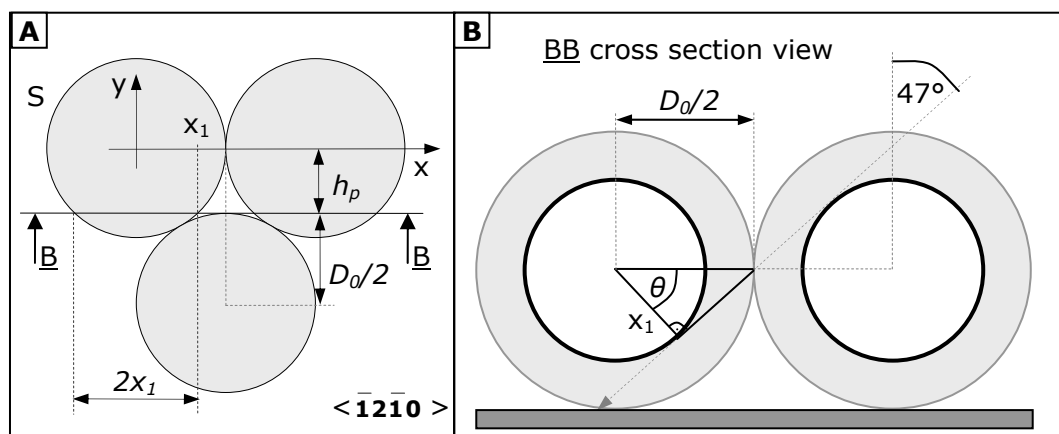 A
S
y
x₁
x
hₚ
B
B
D₀/2
2x₁
< 1̅21̅0 >
B
BB cross section view
D₀/2
47°
θ
x₁